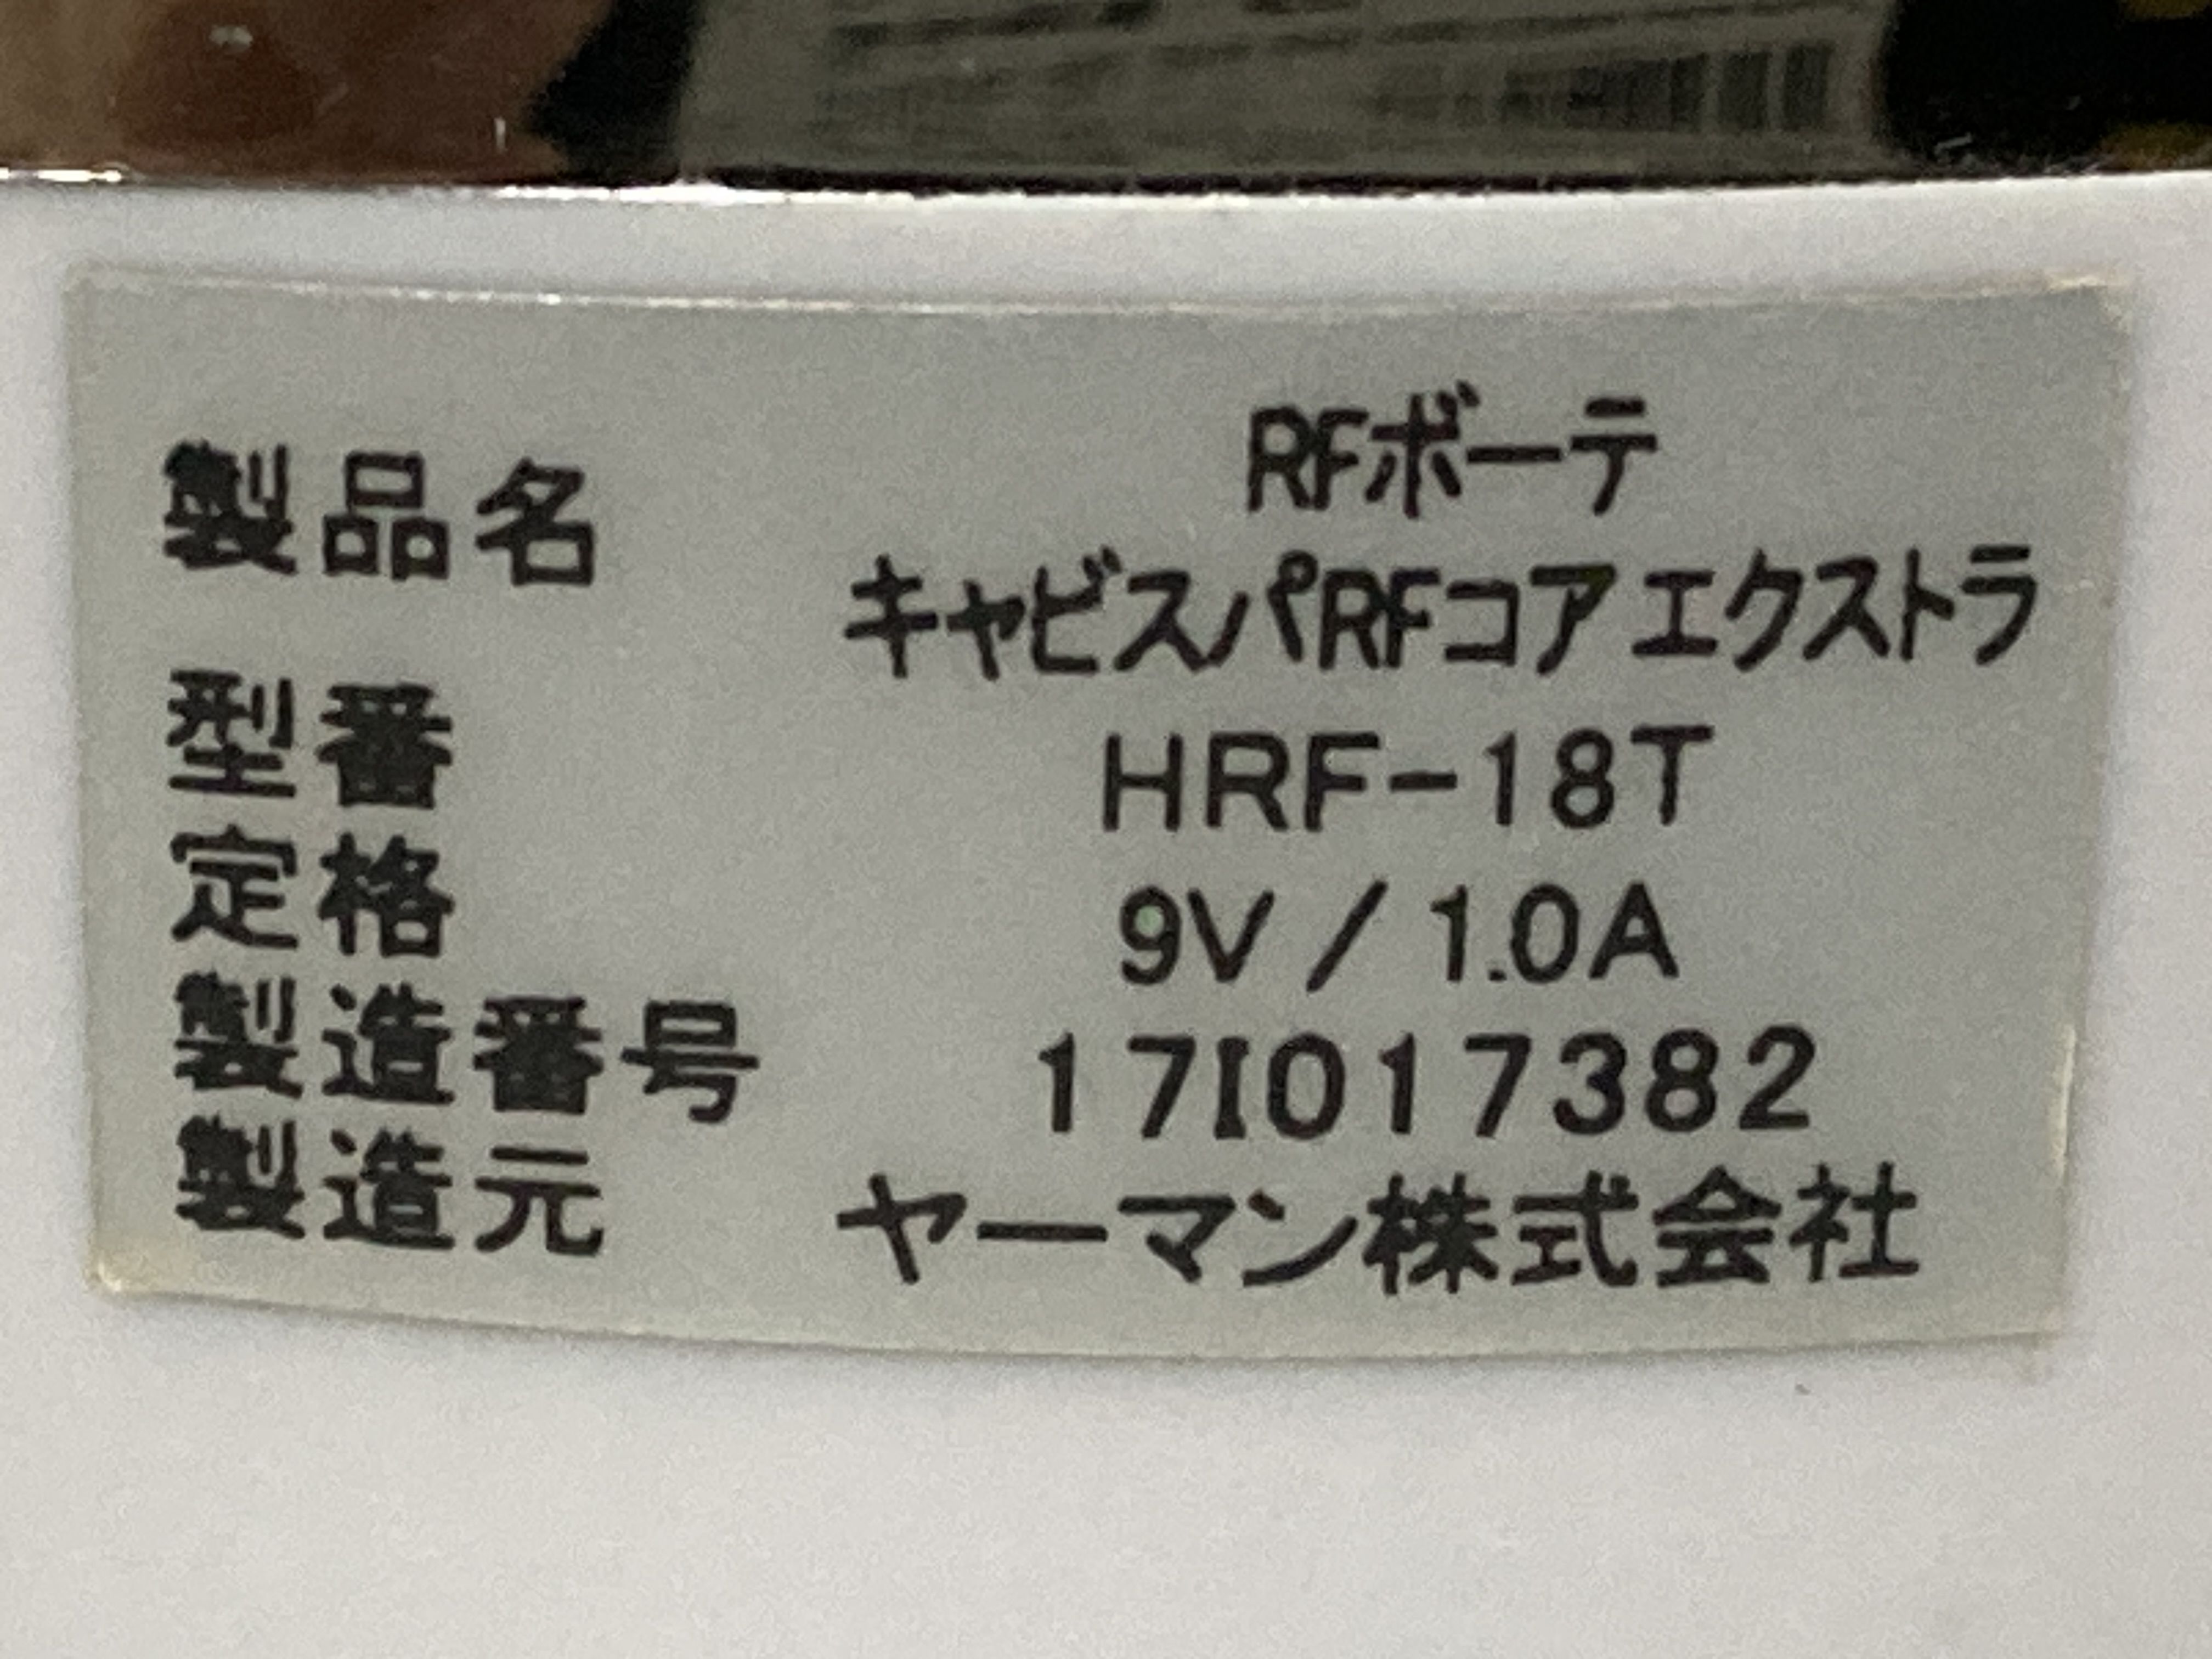 製品名 RFボーテ
キャビスパRFコア エクストラ
型番 HRF-18T
定格 9V/1.0A
製造番号 17I017382
製造元 ヤーマン株式会社